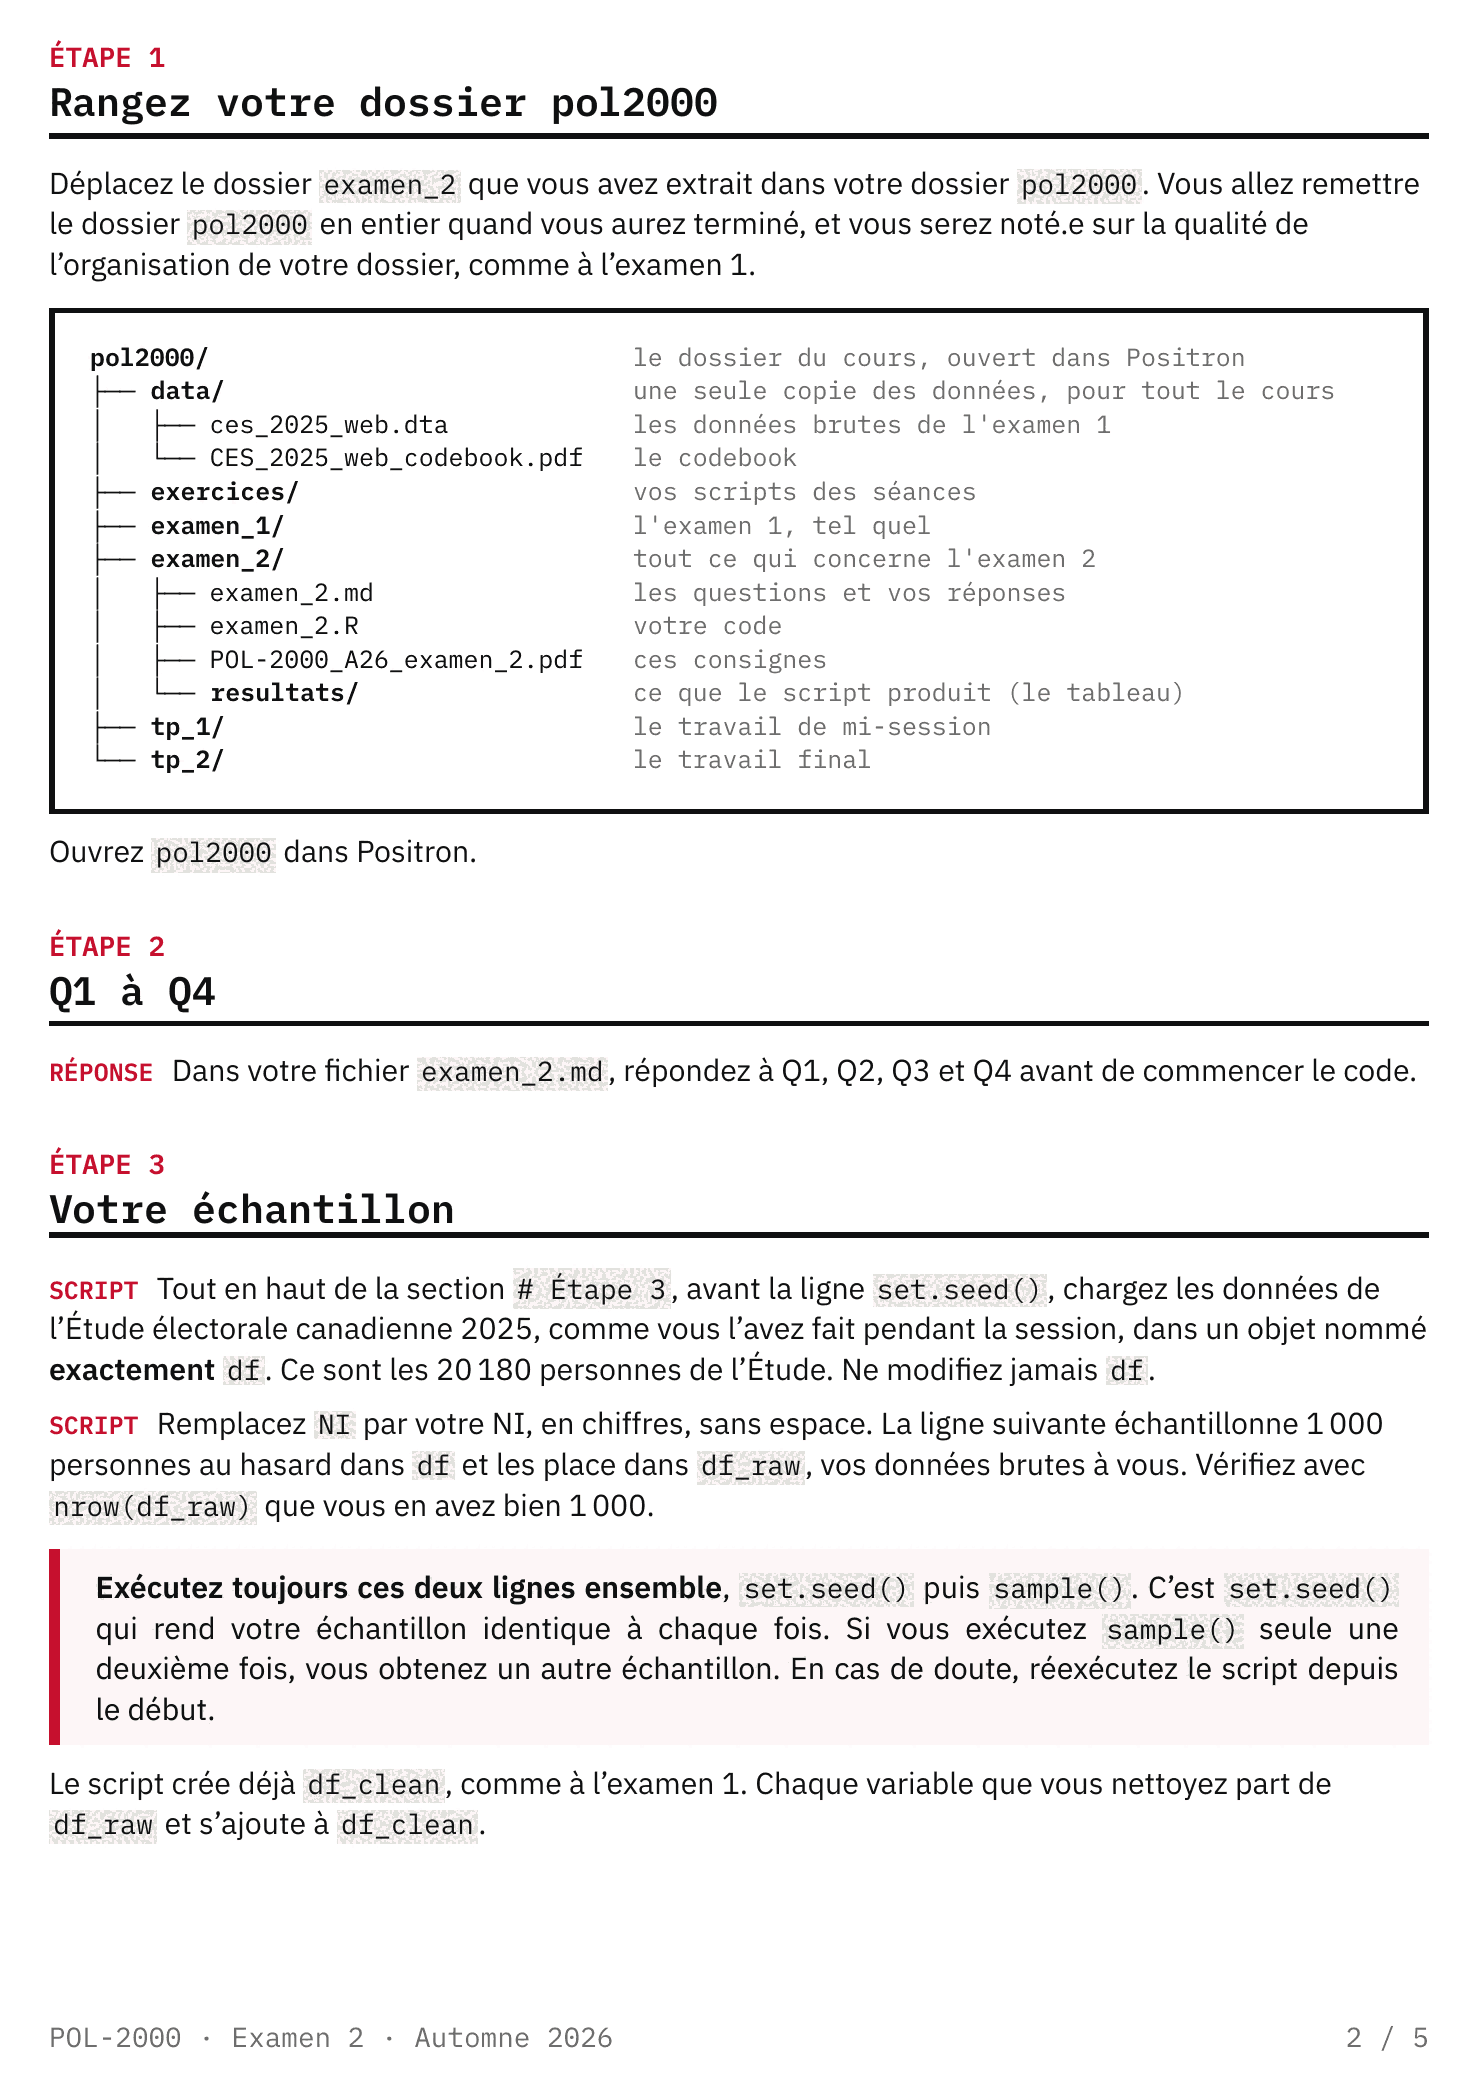 ÉTAPE 1
Rangez votre dossier pol2000
Déplacez le dossier examen_2 que vous avez extrait dans votre dossier pol2000. Vous allez remettre
le dossier pol2000 en entier quand vous aurez terminé, et vous serez noté.e sur la qualité de
l’organisation de votre dossier, comme à l’examen 1.
pol2000/ le dossier du cours, ouvert dans Positron
├── data/ une seule copie des données, pour tout le cours
│   ├── ces_2025_web.dta les données brutes de l'examen 1
│   └── CES_2025_web_codebook.pdf le codebook
├── exercices/ vos scripts des séances
├── examen_1/ l'examen 1, tel quel
├── examen_2/ tout ce qui concerne l'examen 2
│   ├── examen_2.md les questions et vos réponses
│   ├── examen_2.R votre code
│   ├── POL-2000_A26_examen_2.pdf ces consignes
│   └── resultats/ ce que le script produit (le tableau)
├── tp_1/ le travail de mi-session
└── tp_2/ le travail final
Ouvrez pol2000 dans Positron.
ÉTAPE 2
Q1 à Q4
RÉPONSE Dans votre fichier examen_2.md, répondez à Q1, Q2, Q3 et Q4 avant de commencer le code.
ÉTAPE 3
Votre échantillon
SCRIPT Tout en haut de la section # Étape 3, avant la ligne set.seed(), chargez les données de
l’Étude électorale canadienne 2025, comme vous l’avez fait pendant la session, dans un objet nommé
exactement df. Ce sont les 20 180 personnes de l’Étude. Ne modifiez jamais df.
SCRIPT Remplacez NI par votre NI, en chiffres, sans espace. La ligne suivante échantillonne 1 000
personnes au hasard dans df et les place dans df_raw, vos données brutes à vous. Vérifiez avec
nrow(df_raw) que vous en avez bien 1 000.
Exécutez toujours ces deux lignes ensemble, set.seed() puis sample(). C’est set.seed()
qui rend votre échantillon identique à chaque fois. Si vous exécutez sample() seule une
deuxième fois, vous obtenez un autre échantillon. En cas de doute, réexécutez le script depuis
le début.
Le script crée déjà df_clean, comme à l’examen 1. Chaque variable que vous nettoyez part de
df_raw et s’ajoute à df_clean.
POL-2000 · Examen 2 · Automne 2026 2 / 5